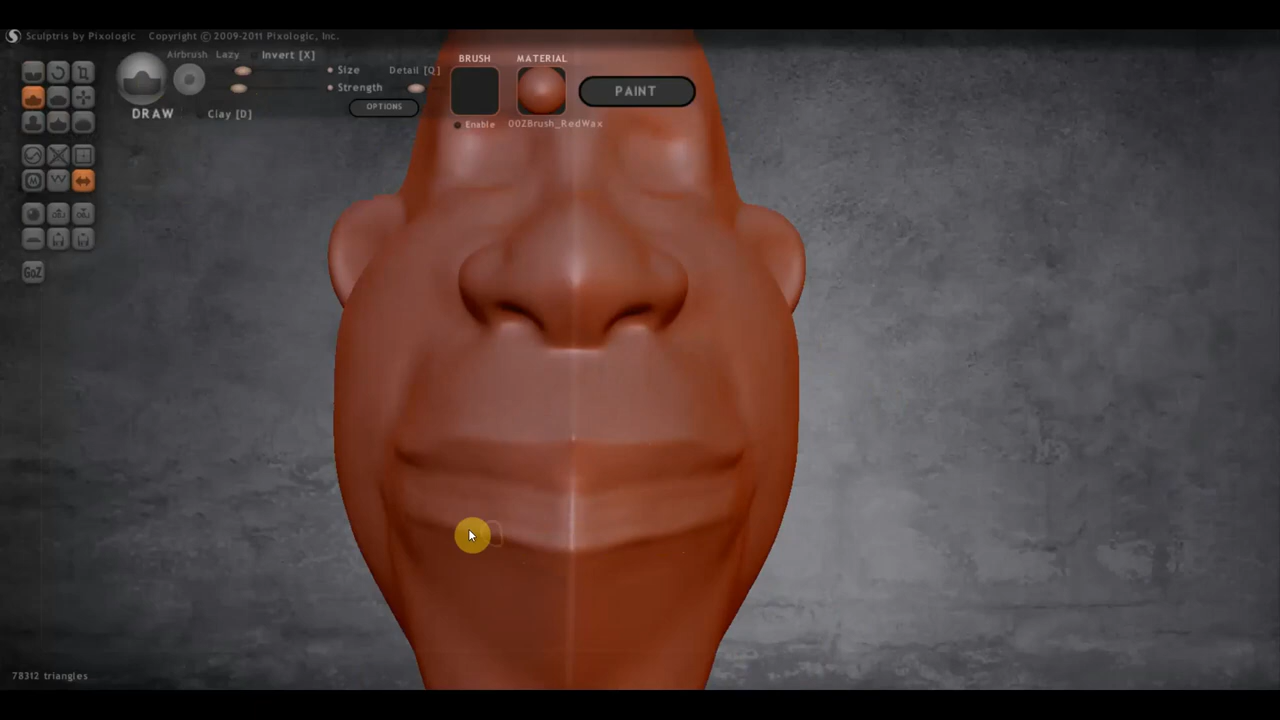 Sculptris by Pixologic Copyright © 2009-2011 Pixologic, Inc.
Airbrush Lazy Invert [X]
Size Detail [Q]
Strength
OPTIONS
DRAW Clay [D]
BRUSH MATERIAL
PAINT
Enable 00ZBrush_RedWax
GoZ
78312 triangles